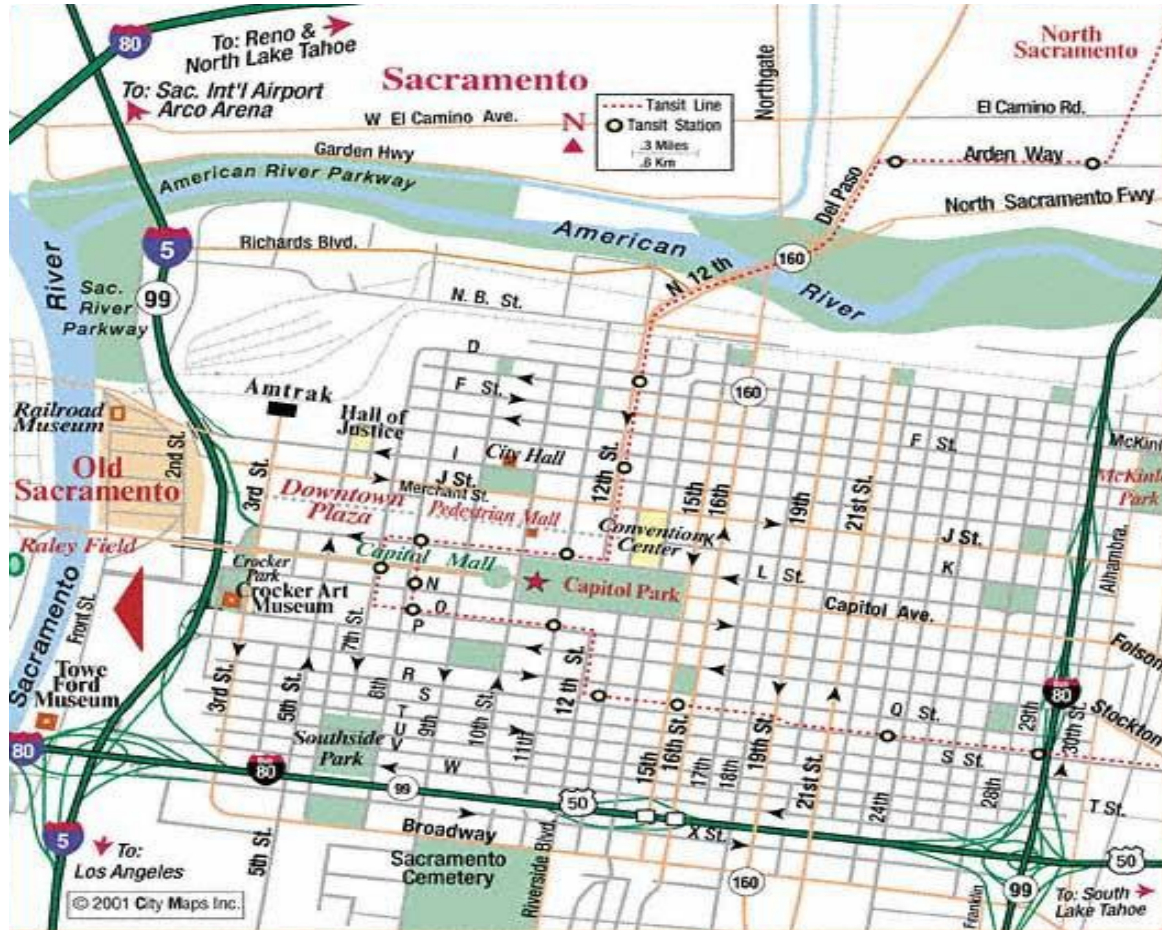 80
To: Reno &
North Lake Tahoe
To: Sac. Int'l Airport
Arco Arena
Sacramento
N
Tansit Line
Tansit Station
.3 Miles
.6 Km
Northgate
North
Sacramento
W El Camino Ave.
El Camino Rd.
Garden Hwy
Arden Way
American River Parkway
Del Paso
North Sacramento Fwy
5
Richards Blvd.
American
160
N 12 th
River
River
99
Sac.
River
Parkway
N. B. St.
D
F St.
160
Amtrak
Railroad
Museum
Hall of
Justice
City Hall
I
J St.
Merchant St.
2nd St.
3rd St.
12th St.
15th
16th
19th
21st St.
F St.
McKinl
McKinle
Park
Old
Sacramento
Downtown
Plaza
Pedestrian Mall
Convention
Center
K
J St.
K
L St.
Alhambra.
Raley Field
Capital Mall
Crocker
Park
Crocker Art
Museum
N
O
P
Capitol Park
Capitol Ave.
Folsom
Sacramento
Front St.
7th St.
Towe
Ford
Museum
3rd St.
5th St.
8th
R
S
T
U
V
W
9th
10th St.
11th
12 th St.
Q St.
S St.
29th
30th St.
80
Stockton
Southside
Park
15th
16th St.
17th
18th
19th St.
21st St.
24th
28th
T St.
80
80
99
50
X St.
Broadway
50
5
To:
Los Angeles
5th St.
Sacramento
Cemetery
Riverside Blvd.
160
Franklin
99
To: South
Lake Tahoe
© 2001 City Maps Inc.